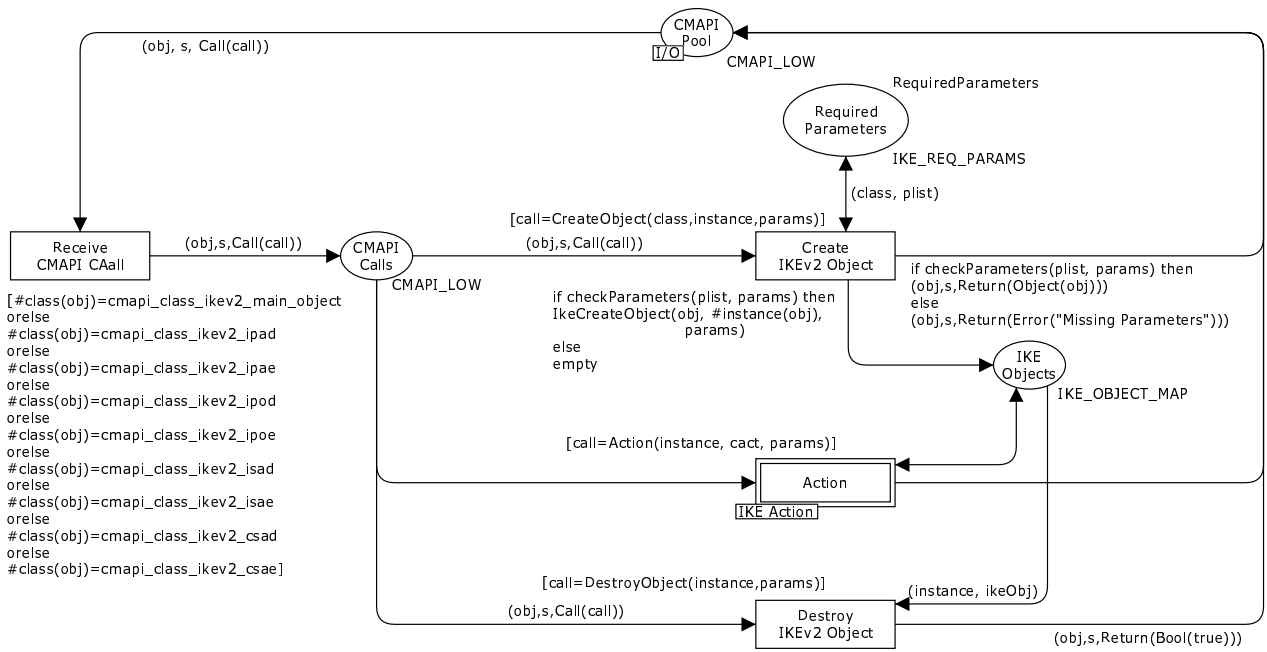 CMAPI
Pool
I/O
CMAPI_LOW
(obj, s, Call(call))
RequiredParameters
Required
Parameters
IKE_REQ_PARAMS
(class, plist)
[call=CreateObject(class,instance,params)]
Receive
CMAPI CAall
(obj,s,Call(call))
CMAPI
Calls
CMAPI_LOW
(obj,s,Call(call))
Create
IKEv2 Object
if checkParameters(plist, params) then
(obj,s,Return(Object(obj)))
else
(obj,s,Return(Error("Missing Parameters")))
if checkParameters(plist, params) then
IkeCreateObject(obj, #instance(obj),
params)
else
empty
[#class(obj)=cmapi_class_ikev2_main_object
orelse
#class(obj)=cmapi_class_ikev2_ipad
orelse
#class(obj)=cmapi_class_ikev2_ipae
orelse
#class(obj)=cmapi_class_ikev2_ipod
orelse
#class(obj)=cmapi_class_ikev2_ipoe
orelse
#class(obj)=cmapi_class_ikev2_isad
orelse
#class(obj)=cmapi_class_ikev2_isae
orelse
#class(obj)=cmapi_class_ikev2_csad
orelse
#class(obj)=cmapi_class_ikev2_csae]
IKE
Objects
IKE_OBJECT_MAP
[call=Action(instance, cact, params)]
Action
IKE Action
[call=DestroyObject(instance,params)]
(instance, ikeObj)
(obj,s,Call(call))
Destroy
IKEv2 Object
(obj,s,Return(Bool(true)))